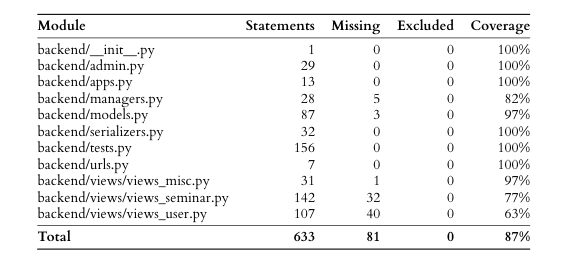 Module Statements Missing Excluded Coverage
backend/__init__.py 1 0 0 100%
backend/admin.py 29 0 0 100%
backend/apps.py 13 0 0 100%
backend/managers.py 28 5 0 82%
backend/models.py 87 3 0 97%
backend/serializers.py 32 0 0 100%
backend/tests.py 156 0 0 100%
backend/urls.py 7 0 0 100%
backend/views/views_misc.py 31 1 0 97%
backend/views/views_seminar.py 142 32 0 77%
backend/views/views_user.py 107 40 0 63%
Total 633 81 0 87%